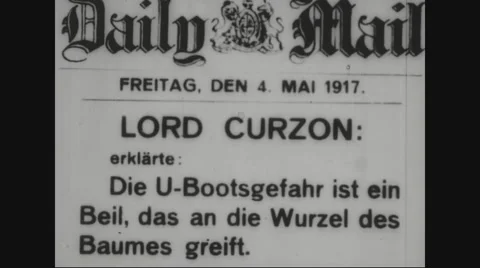 Daily Mail
FREITAG, DEN 4. MAI 1917.
LORD CURZON:
erklärte:
Die U-Bootsgefahr ist ein
Beil, das an die Wurzel des
Baumes greift.